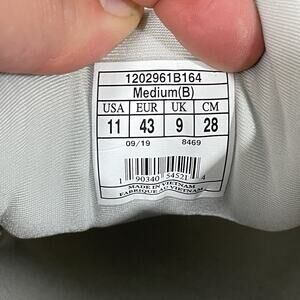 1202961B164
Medium(B)
USA EUR UK CM
11 43 9 28
09/19 8469
1 90340 54521 4
MADE IN VIETNAM
FABRIQUE AU VIETNAM